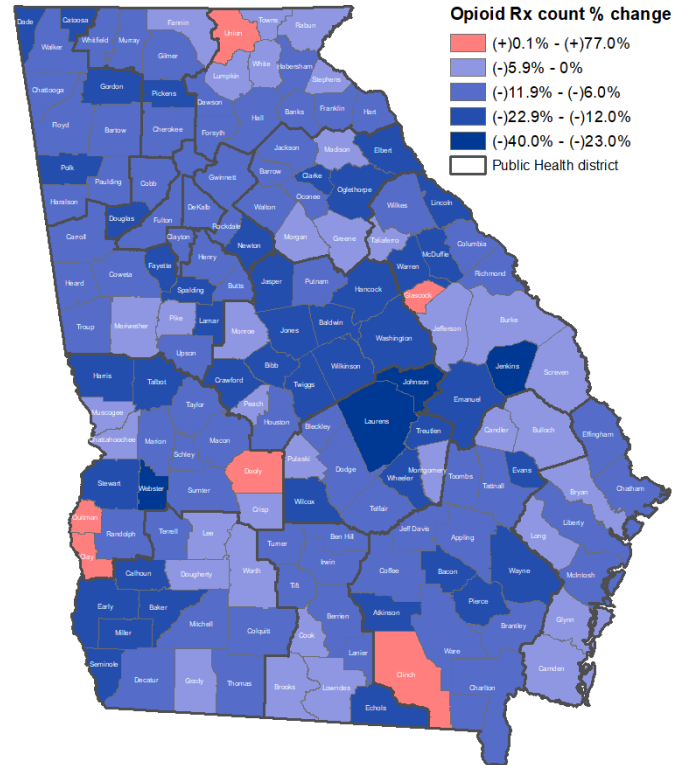 Opioid Rx count % change
(+)0.1% - (+)77.0%
(-)5.9% - 0%
(-)11.9% - (-)6.0%
(-)22.9% - (-)12.0%
(-)40.0% - (-)23.0%
Public Health district
Dade
Catoosa
Fannin
Towns
Rabun
Union
Walker
Whitfield
Murray
Gilmer
White
Habersham
Lumpkin
Stephens
Chattooga
Gordon
Pickens
Dawson
Banks
Franklin
Hart
Hall
Floyd
Bartow
Cherokee
Forsyth
Jackson
Madison
Elbert
Polk
Paulding
Cobb
Gwinnett
Barrow
Clarke
Oglethorpe
Oconee
Haralson
Douglas
Fulton
DeKalb
Walton
Wilkes
Lincoln
Rockdale
Carroll
Clayton
Newton
Morgan
Greene
Taliaferro
Columbia
McDuffie
Fayette
Henry
Warren
Richmond
Heard
Coweta
Spalding
Butts
Jasper
Putnam
Hancock
Glascock
Troup
Meriwether
Pike
Lamar
Monroe
Jones
Baldwin
Washington
Jefferson
Burke
Upson
Harris
Talbot
Crawford
Bibb
Wilkinson
Twiggs
Johnson
Jenkins
Screven
Muscogee
Taylor
Peach
Houston
Bleckley
Laurens
Emanuel
Chattahoochee
Marion
Macon
Treutlen
Candler
Bulloch
Effingham
Schley
Pulaski
Dodge
Montgomery
Stewart
Webster
Sumter
Dooly
Wheeler
Toombs
Evans
Tattnall
Bryan
Chatham
Crisp
Wilcox
Telfair
Quitman
Randolph
Terrell
Lee
Turner
Ben Hill
Jeff Davis
Appling
Long
Liberty
Clay
Calhoun
Dougherty
Worth
Irwin
Tift
Coffee
Bacon
Wayne
McIntosh
Early
Baker
Mitchell
Colquitt
Berrien
Atkinson
Pierce
Brantley
Glynn
Miller
Cook
Lanier
Ware
Seminole
Decatur
Grady
Thomas
Brooks
Lowndes
Clinch
Charlton
Camden
Echols